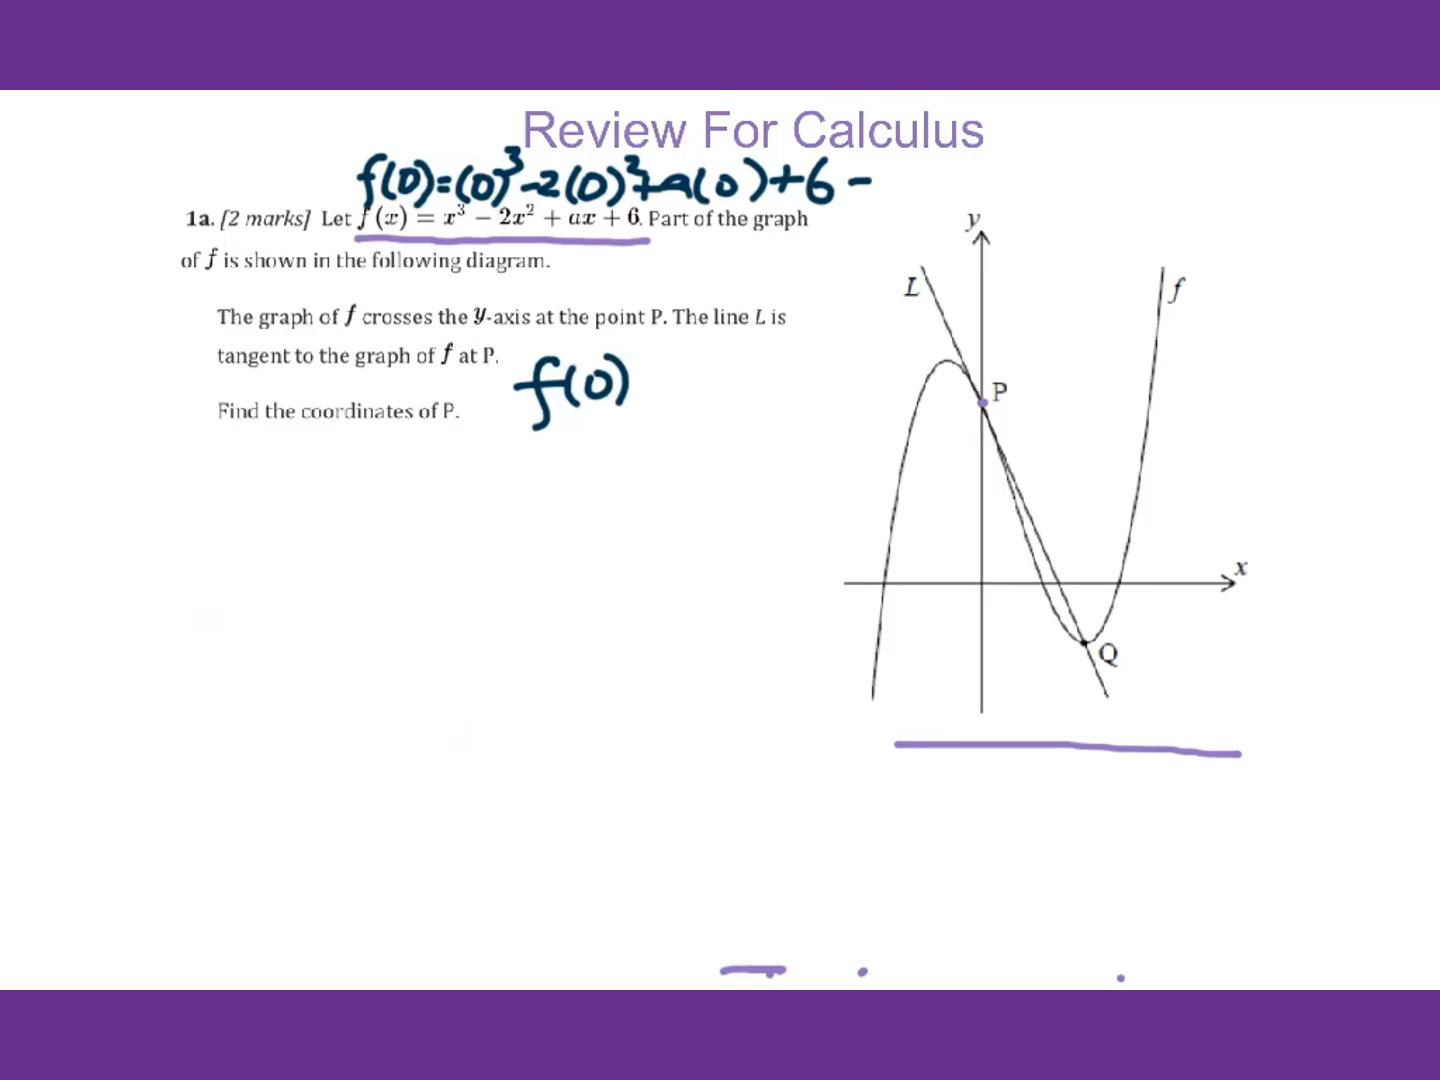 Review For Calculus
f(0)=(0)³-2(0)²+a(0)+6 =
1a. [2 marks] Let f (x) = x³ − 2x² + ax + 6. Part of the graph
of f is shown in the following diagram.
The graph of f crosses the y-axis at the point P. The line L is
tangent to the graph of f at P.
f(0)
Find the coordinates of P.
y
L
f
P
x
Q